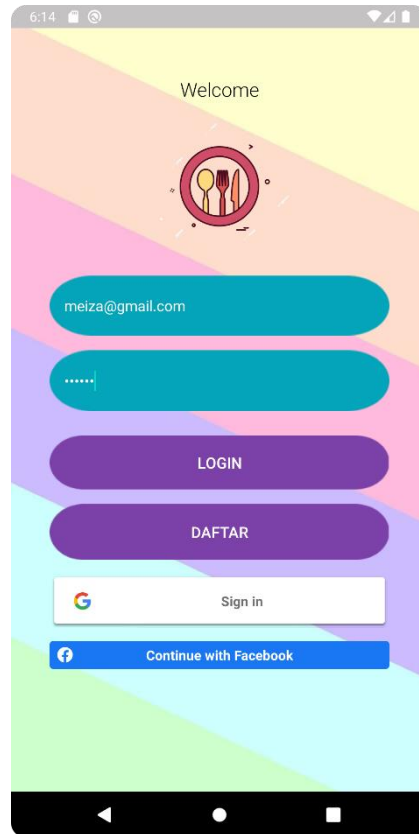 6:14
Welcome
meiza@gmail.com
••••••
LOGIN
DAFTAR
Sign in
Continue with Facebook